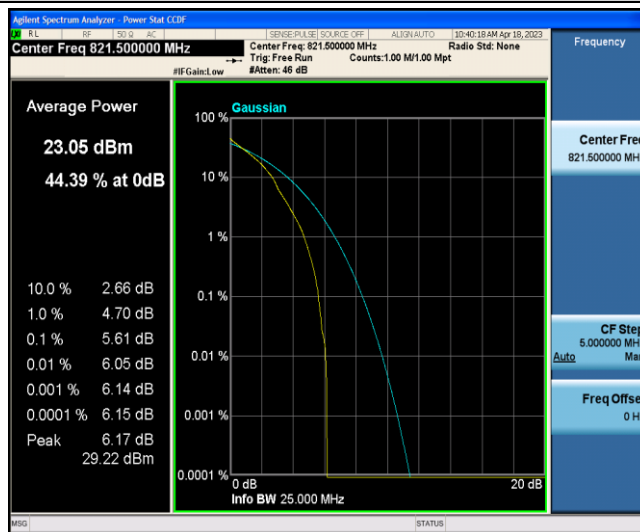 Agilent Spectrum Analyzer - Power Stat CCDF
RL RF 50 Ω AC SENSE:PULSE SOURCE OFF ALIGN AUTO 10:40:18 AM Apr 18, 2023
Center Freq 821.500000 MHz
Center Freq: 821.500000 MHz Radio Std: None
Trig: Free Run Counts:1.00 M/1.00 Mpt
#IFGain:Low #Atten: 46 dB
Frequency
Average Power
23.05 dBm
44.39 % at 0dB
10.0 % 2.66 dB
1.0 % 4.70 dB
0.1 % 5.61 dB
0.01 % 6.05 dB
0.001 % 6.14 dB
0.0001 % 6.15 dB
Peak 6.17 dB
29.22 dBm
Gaussian
100 %
10 %
1 %
0.1 %
0.01 %
0.001 %
0.0001 %
0 dB 20 dB
Info BW 25.000 MHz
Center Fre
821.500000 MH
CF Step
5.000000 MH
Auto Ma
Freq Offse
0 H
MSG STATUS